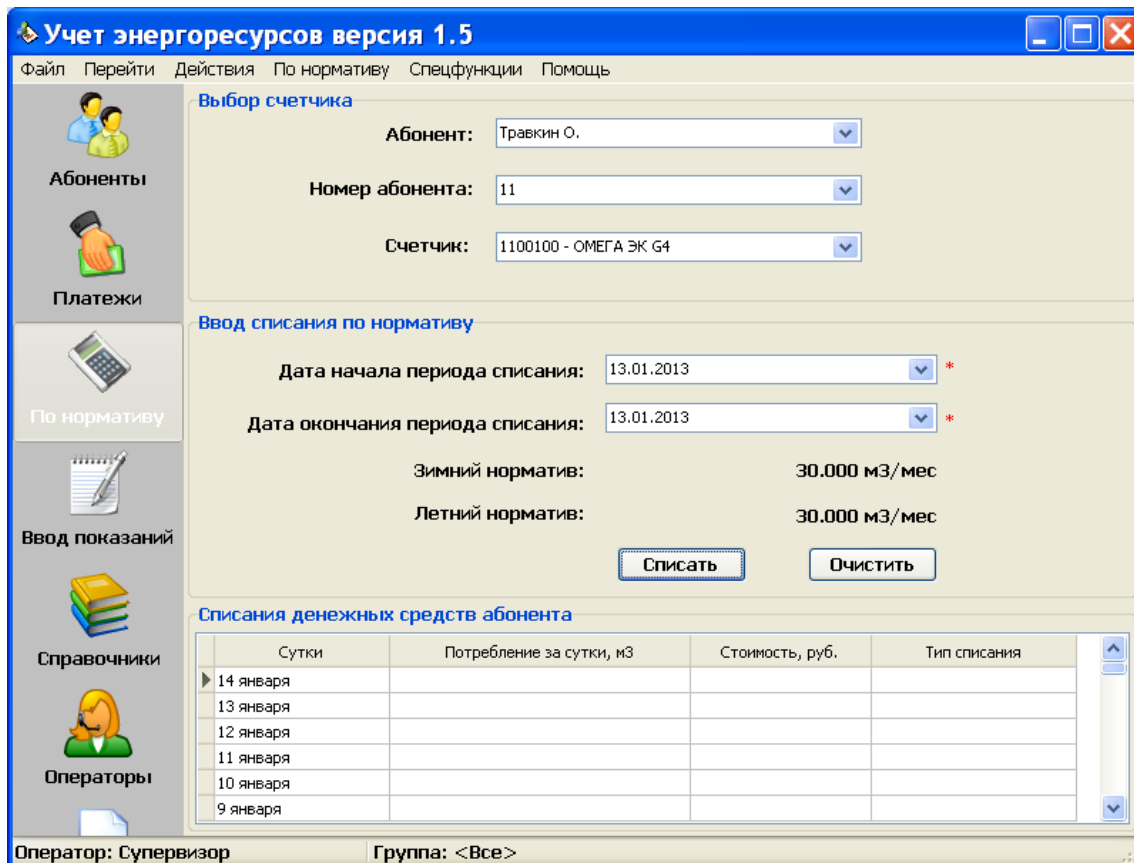 Учет энергоресурсов версия 1.5
Файл Перейти Действия По нормативу Спецфункции Помощь
Абоненты
Платежи
По нормативу
Ввод показаний
Справочники
Операторы
Выбор счетчика
Абонент: Травкин О.
Номер абонента: 11
Счетчик: 1100100 - ОМЕГА ЭК G4
Ввод списания по нормативу
Дата начала периода списания: 13.01.2013 *
Дата окончания периода списания: 13.01.2013 *
Зимний норматив: 30.000 м3/мес
Летний норматив: 30.000 м3/мес
Списать Очистить
Списания денежных средств абонента
Сутки Потребление за сутки, м3 Стоимость, руб. Тип списания
14 января
13 января
12 января
11 января
10 января
9 января
Оператор: Супервизор Группа: <Все>